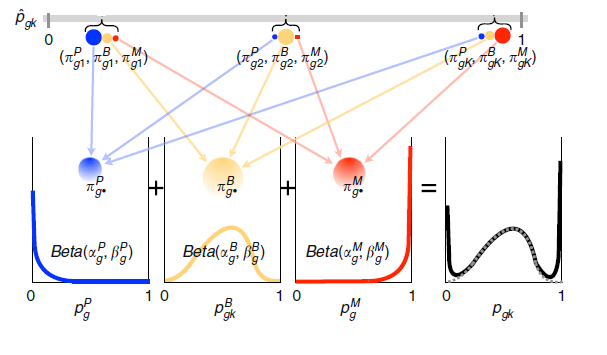 p̂_gk
0 1
(π^P_g1, π^B_g1, π^M_g1) (π^P_g2, π^B_g2, π^M_g2) (π^P_gK, π^B_gK, π^M_gK)
π^P_g• + π^B_g• + π^M_g• =
Beta(α^P_g, β^P_g) Beta(α^B_g, β^B_g) Beta(α^M_g, β^M_g)
0 1 0 1 0 1 0 1
p^P_g p^B_gk p^M_g p_gk